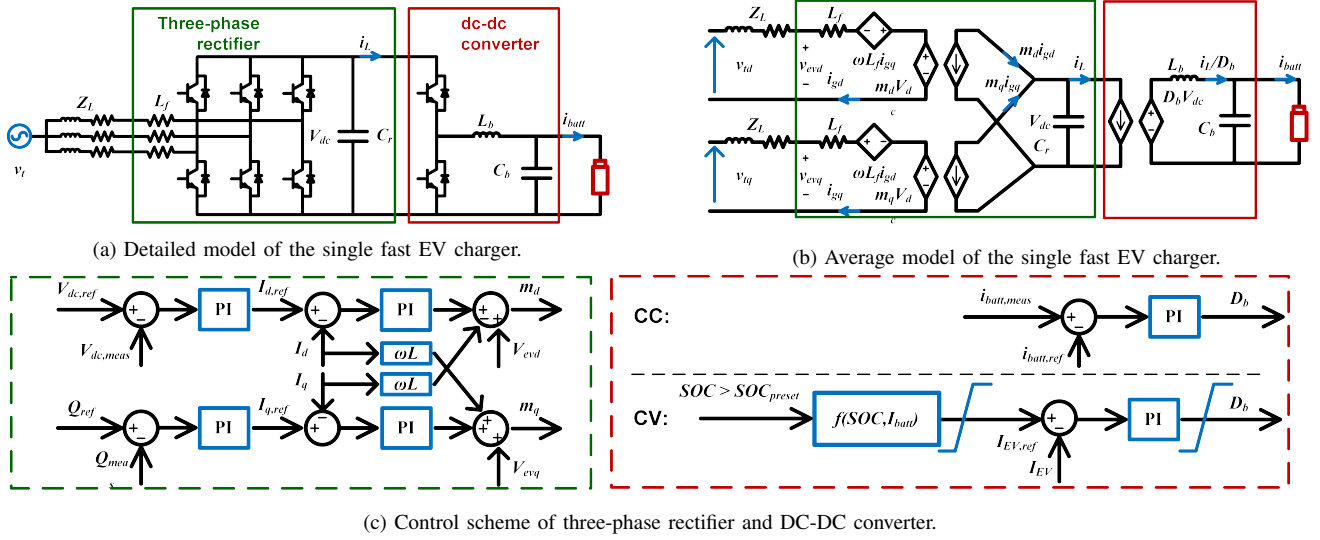 Three-phase
rectifier
dc-dc
converter
i_L
Z_L
L_f
V_dc
C_r
L_b
i_batt
C_b
v_t
(a) Detailed model of the single fast EV charger.
Z_L
L_f
v_td
+
v_evd
−
i_gd
− +
ωL_f i_gq
m_d V_d
c
+
−
m_d i_gd
m_q i_gq
i_L
V_dc
C_r
L_b
i_L/D_b
i_batt
D_b V_dc
+
−
C_b
Z_L
L_f
v_tq
+
v_evq
−
i_gq
+ −
ωL_f i_gd
m_q V_d
c
+
−
(b) Average model of the single fast EV charger.
V_dc,ref
+
−
V_dc,meas
PI
I_d,ref
+
−
PI
− +
−
m_d
V_evd
I_d
ωL
I_q
ωL
Q_ref
+
−
Q_mea
s
PI
I_q,ref
−
+
PI
+
+ +
m_q
V_evq
CC:
i_batt,meas
+
−
i_batt,ref
PI
D_b
CV:
SOC > SOC_preset
f(SOC,I_batt)
I_EV,ref
+
−
I_EV
PI
D_b
(c) Control scheme of three-phase rectifier and DC-DC converter.